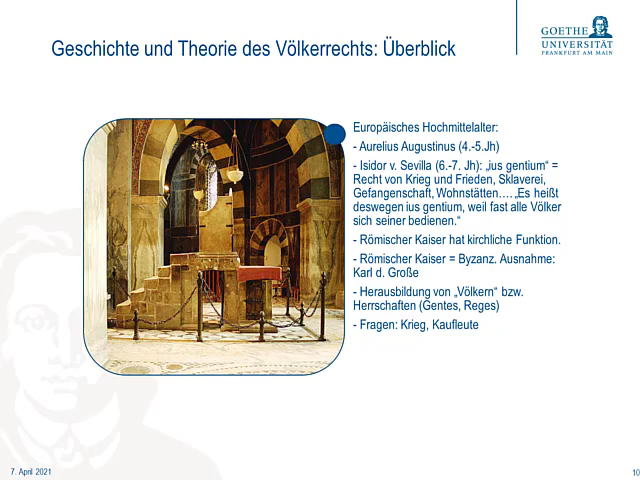 Geschichte und Theorie des Völkerrechts: Überblick
GOETHE
UNIVERSITÄT
FRANKFURT AM MAIN
Europäisches Hochmittelalter:
- Aurelius Augustinus (4.-5.Jh)
- Isidor v. Sevilla (6.-7. Jh): „ius gentium“ =
Recht von Krieg und Frieden, Sklaverei,
Gefangenschaft, Wohnstätten…. „Es heißt
deswegen ius gentium, weil fast alle Völker
sich seiner bedienen.“
- Römischer Kaiser hat kirchliche Funktion.
- Römischer Kaiser = Byzanz. Ausnahme:
Karl d. Große
- Herausbildung von „Völkern“ bzw.
Herrschaften (Gentes, Reges)
- Fragen: Krieg, Kaufleute
7. April 2021
10